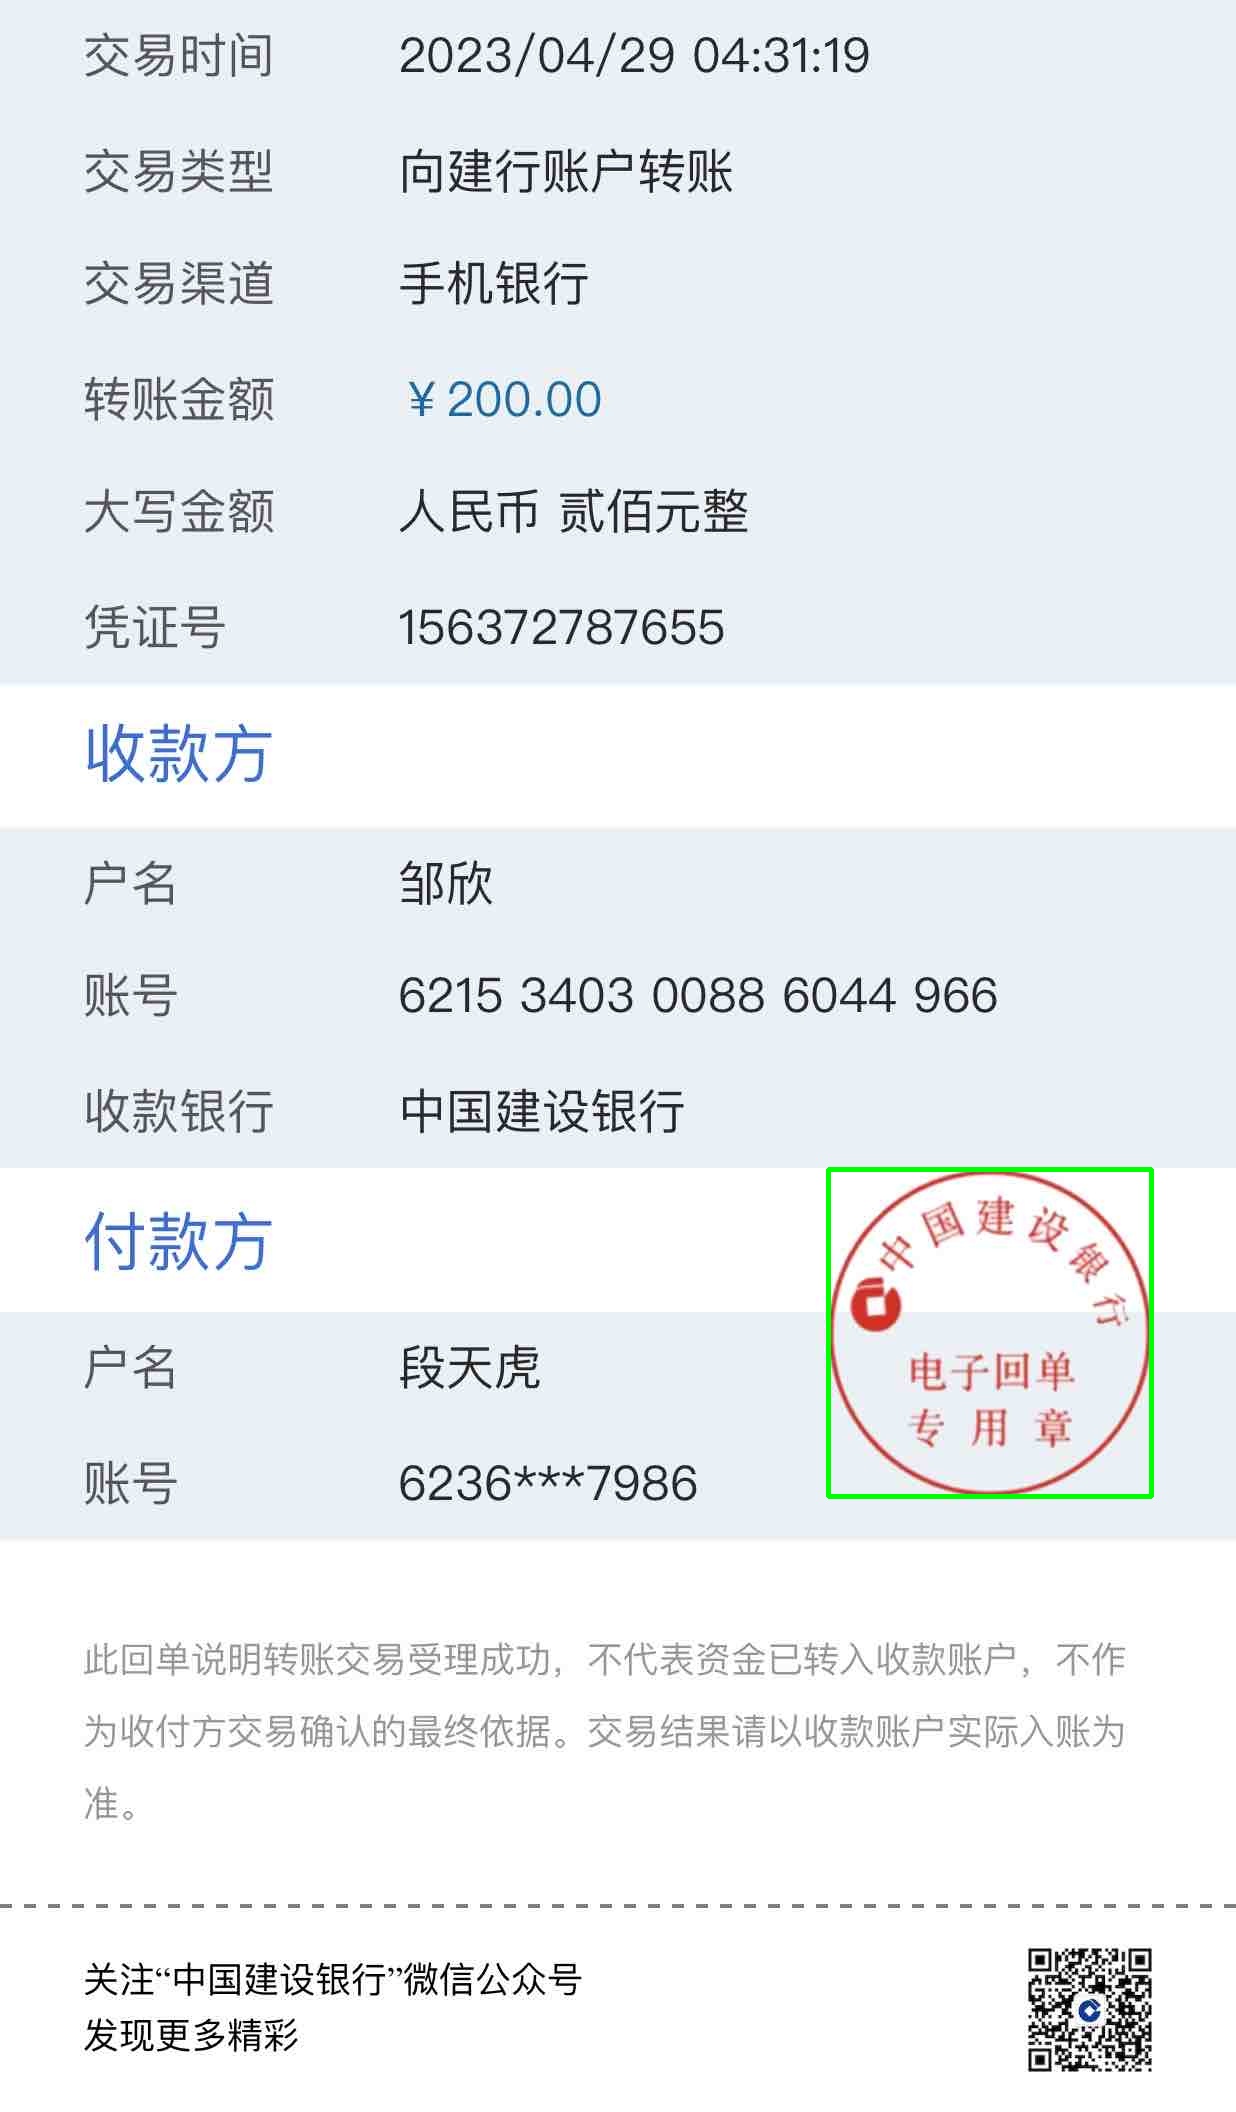 交易时间 2023/04/29 04:31:19
交易类型 向建行账户转账
交易渠道 手机银行
转账金额 ¥200.00
大写金额 人民币 贰佰元整
凭证号 156372787655
收款方
户名 邹欣
账号 6215 3403 0088 6044 966
收款银行 中国建设银行
付款方
中国建设银行
电子回单
专用章
户名 段天虎
账号 6236***7986
此回单说明转账交易受理成功，不代表资金已转入收款账户，不作
为收付方交易确认的最终依据。交易结果请以收款账户实际入账为
准。
关注“中国建设银行”微信公众号
发现更多精彩